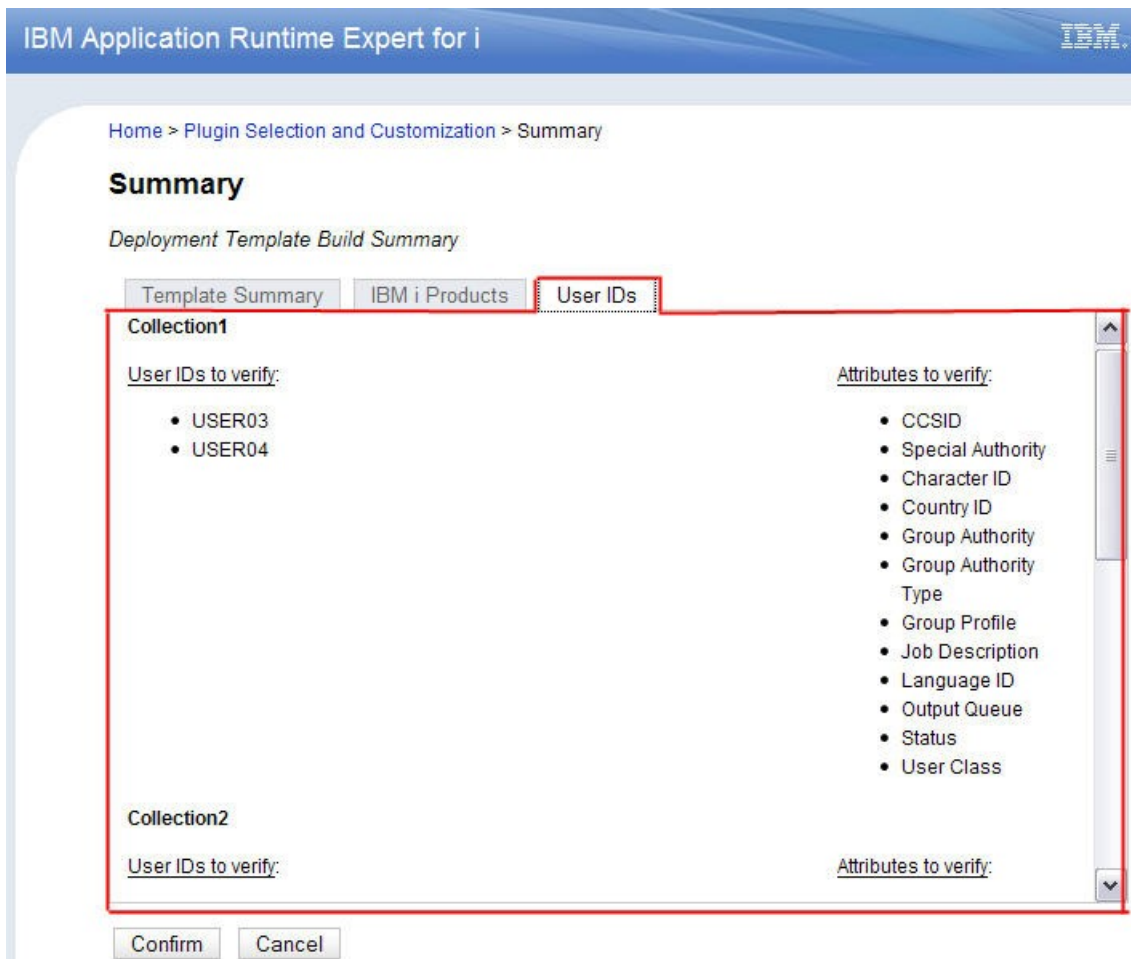 IBM Application Runtime Expert for i
IBM.
Home > Plugin Selection and Customization > Summary
Summary
Deployment Template Build Summary
Template Summary
IBM i Products
User IDs
Collection1
User IDs to verify:
• USER03
• USER04
Attributes to verify:
• CCSID
• Special Authority
• Character ID
• Country ID
• Group Authority
• Group Authority
Type
• Group Profile
• Job Description
• Language ID
• Output Queue
• Status
• User Class
Collection2
User IDs to verify:
Attributes to verify:
Confirm
Cancel